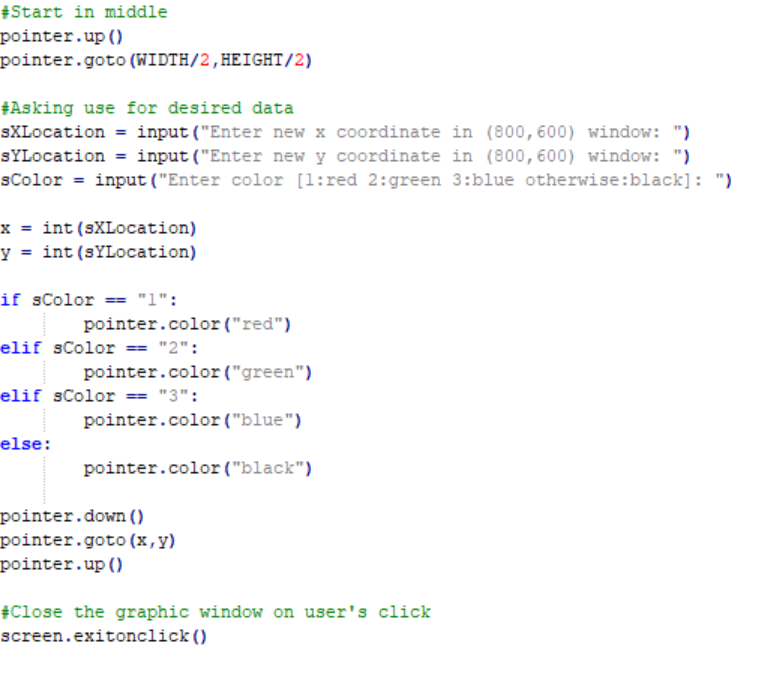 #Start in middle
pointer.up()
pointer.goto(WIDTH/2,HEIGHT/2)
#Asking use for desired data
sXLocation = input("Enter new x coordinate in (800,600) window: ")
sYLocation = input("Enter new y coordinate in (800,600) window: ")
sColor = input("Enter color [1:red 2:green 3:blue otherwise:black]: ")
x = int(sXLocation)
y = int(sYLocation)
if sColor == "1":
        pointer.color("red")
elif sColor == "2":
        pointer.color("green")
elif sColor == "3":
        pointer.color("blue")
else:
        pointer.color("black")
pointer.down()
pointer.goto(x,y)
pointer.up()
#Close the graphic window on user's click
screen.exitonclick()